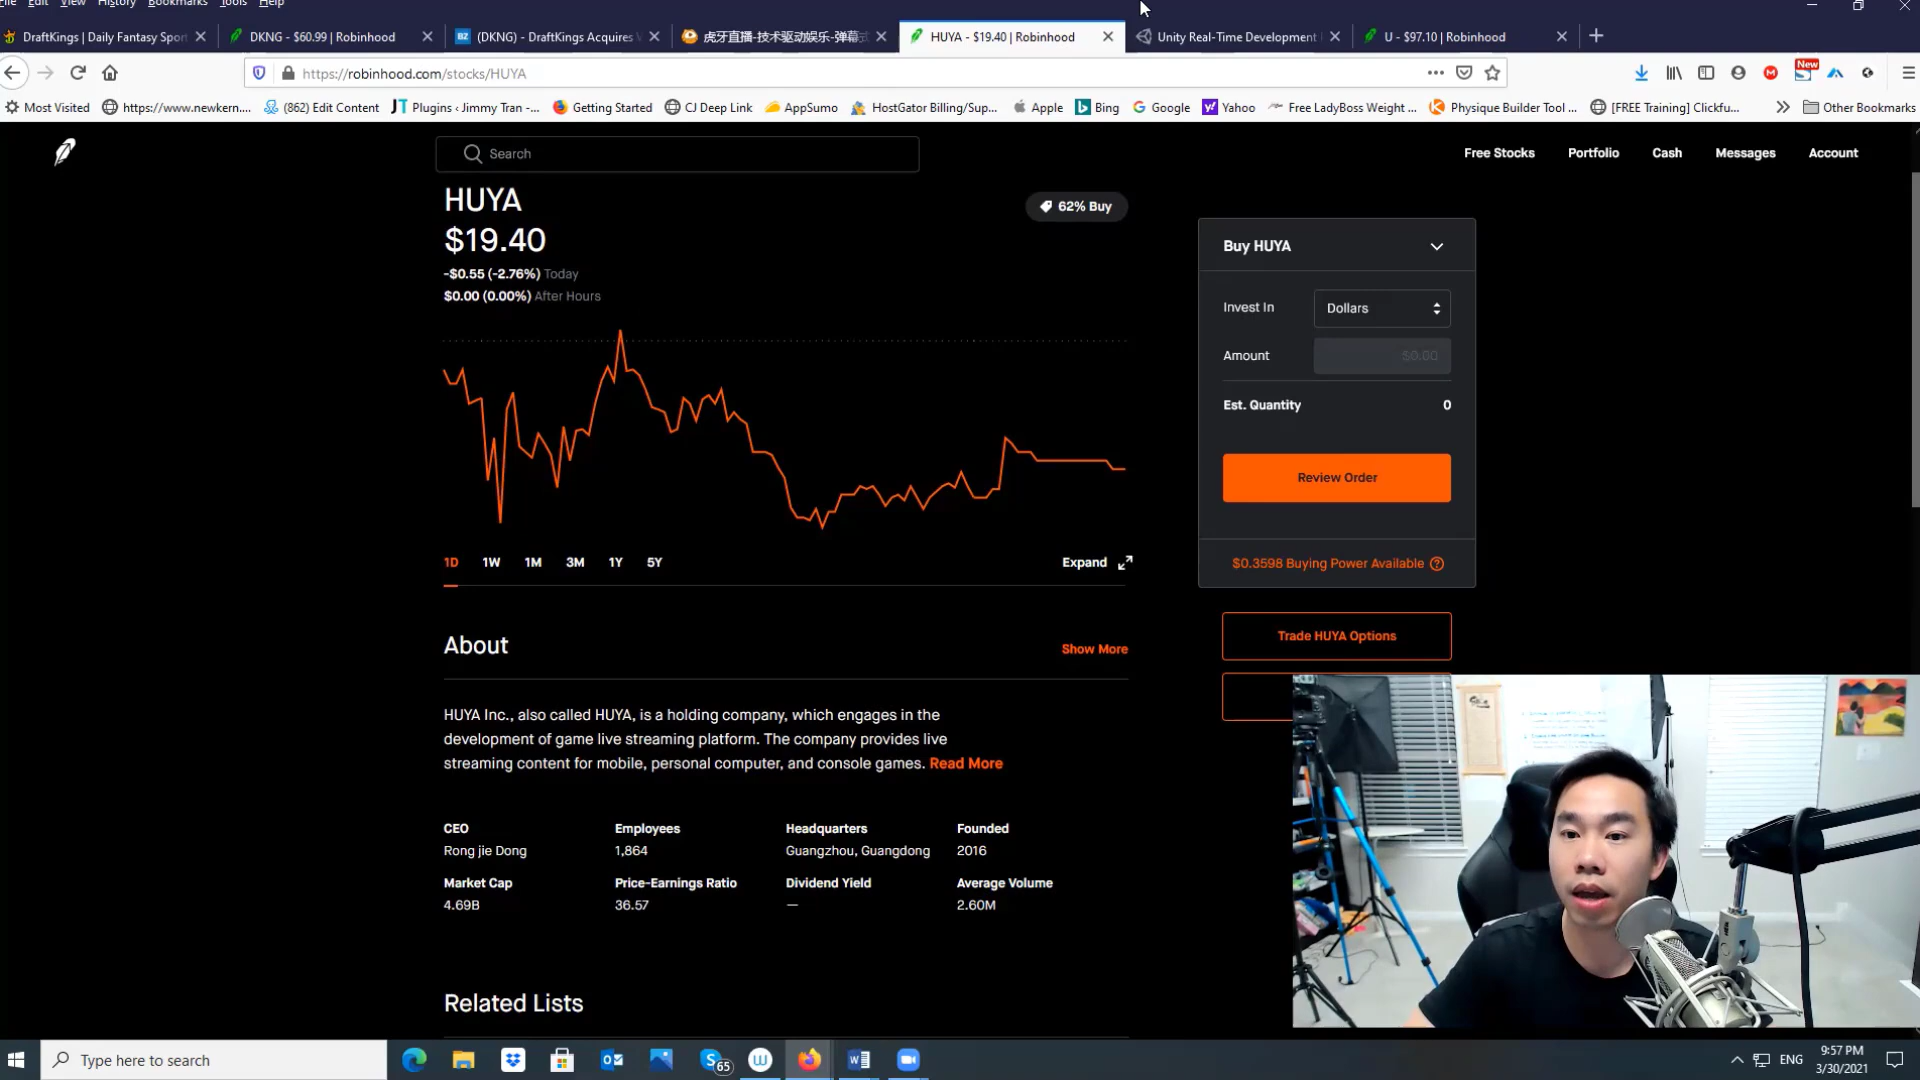 File Edit View History Bookmarks Tools Help
DraftKings | Daily Fantasy Sport
DKNG - $60.99 | Robinhood
BZ (DKNG) - DraftKings Acquires V
虎牙直播-技术驱动娱乐-弹幕式
HUYA - $19.40 | Robinhood
Unity Real-Time Development
U - $97.10 | Robinhood
https://robinhood.com/stocks/HUYA
New
Most Visited
https://www.newkern....
(862) Edit Content
JT Plugins ‹ Jimmy Tran -...
Getting Started
CJ Deep Link
AppSumo
HostGator Billing/Sup...
Apple
Bing
Google
Yahoo
Free LadyBoss Weight ...
Physique Builder Tool ...
[FREE Training] Clickfu...
Other Bookmarks
Search
Free Stocks Portfolio Cash Messages Account
HUYA
62% Buy
$19.40
-$0.55 (-2.76%) Today
$0.00 (0.00%) After Hours
1D 1W 1M 3M 1Y 5Y
Expand
Buy HUYA
Invest In Dollars
Amount $0.00
Est. Quantity 0
Review Order
$0.3598 Buying Power Available
Trade HUYA Options
About
Show More
HUYA Inc., also called HUYA, is a holding company, which engages in the
development of game live streaming platform. The company provides live
streaming content for mobile, personal computer, and console games. Read More
CEO Employees Headquarters Founded
Rong jie Dong 1,864 Guangzhou, Guangdong 2016
Market Cap Price-Earnings Ratio Dividend Yield Average Volume
4.69B 36.57 — 2.60M
Related Lists
Type here to search
65
ENG
9:57 PM
3/30/2021